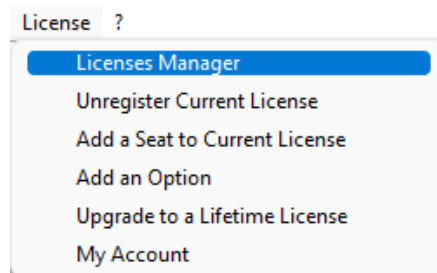 License ?
Licenses Manager
Unregister Current License
Add a Seat to Current License
Add an Option
Upgrade to a Lifetime License
My Account